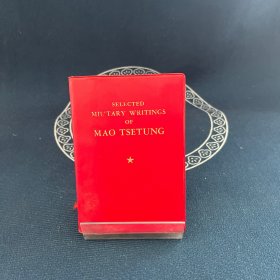 SELECTED
MILITARY WRITINGS
OF
MAO TSETUNG